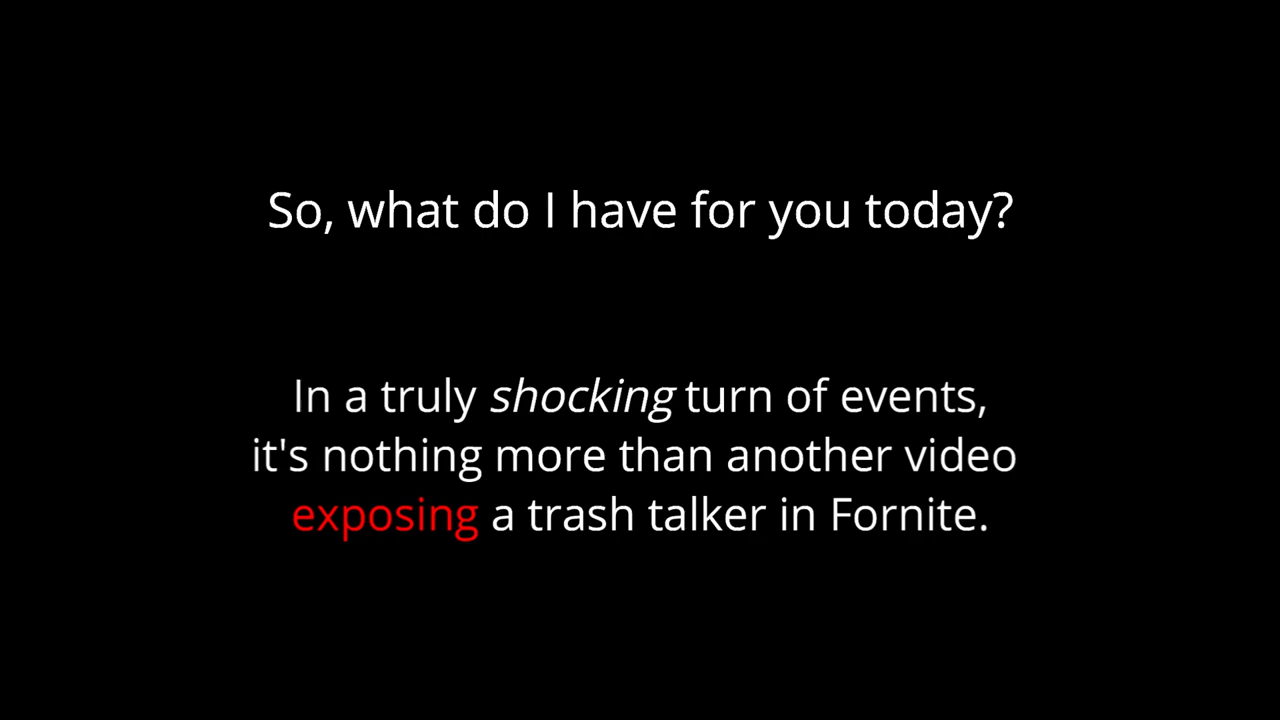 So, what do I have for you today?
In a truly shocking turn of events,
it's nothing more than another video
exposing a trash talker in Fornite.